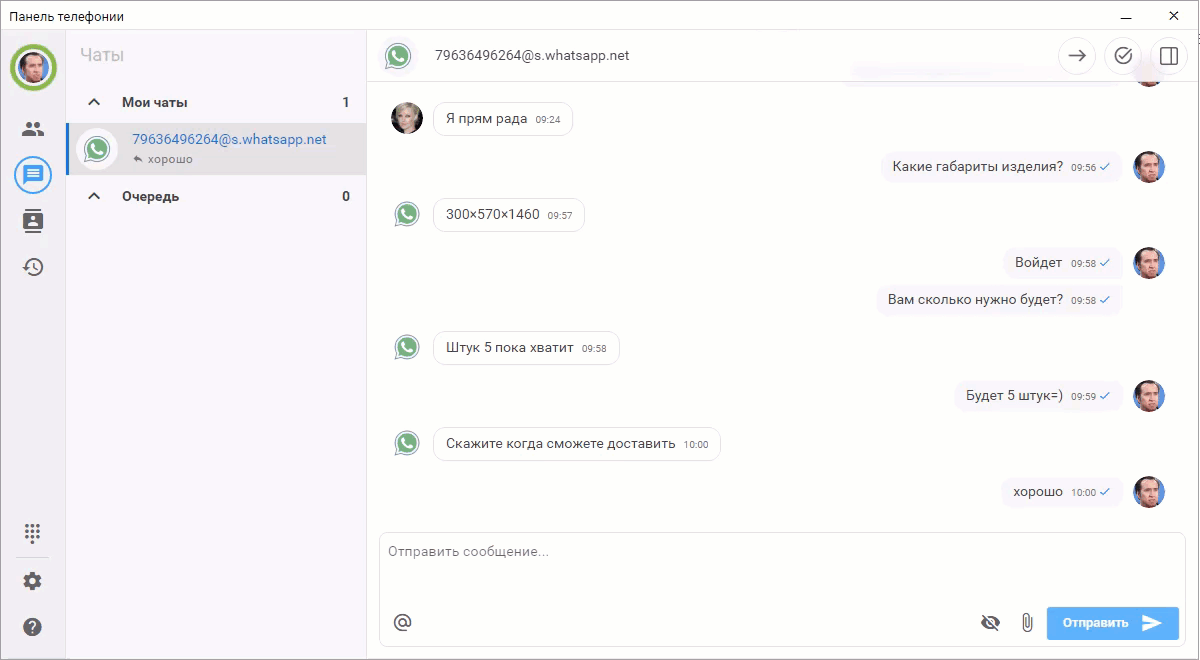 Панель телефонии
Чаты
79636496264@s.whatsapp.net
Мои чаты 1
79636496264@s.whatsapp.net
хорошо
Очередь 0
Я прям рада 09:24
Какие габариты изделия? 09:56
300×570×1460 09:57
Войдет 09:58
Вам сколько нужно будет? 09:58
Штук 5 пока хватит 09:58
Будет 5 штук=) 09:59
Скажите когда сможете доставить 10:00
хорошо 10:00
Отправить сообщение...
Отправить